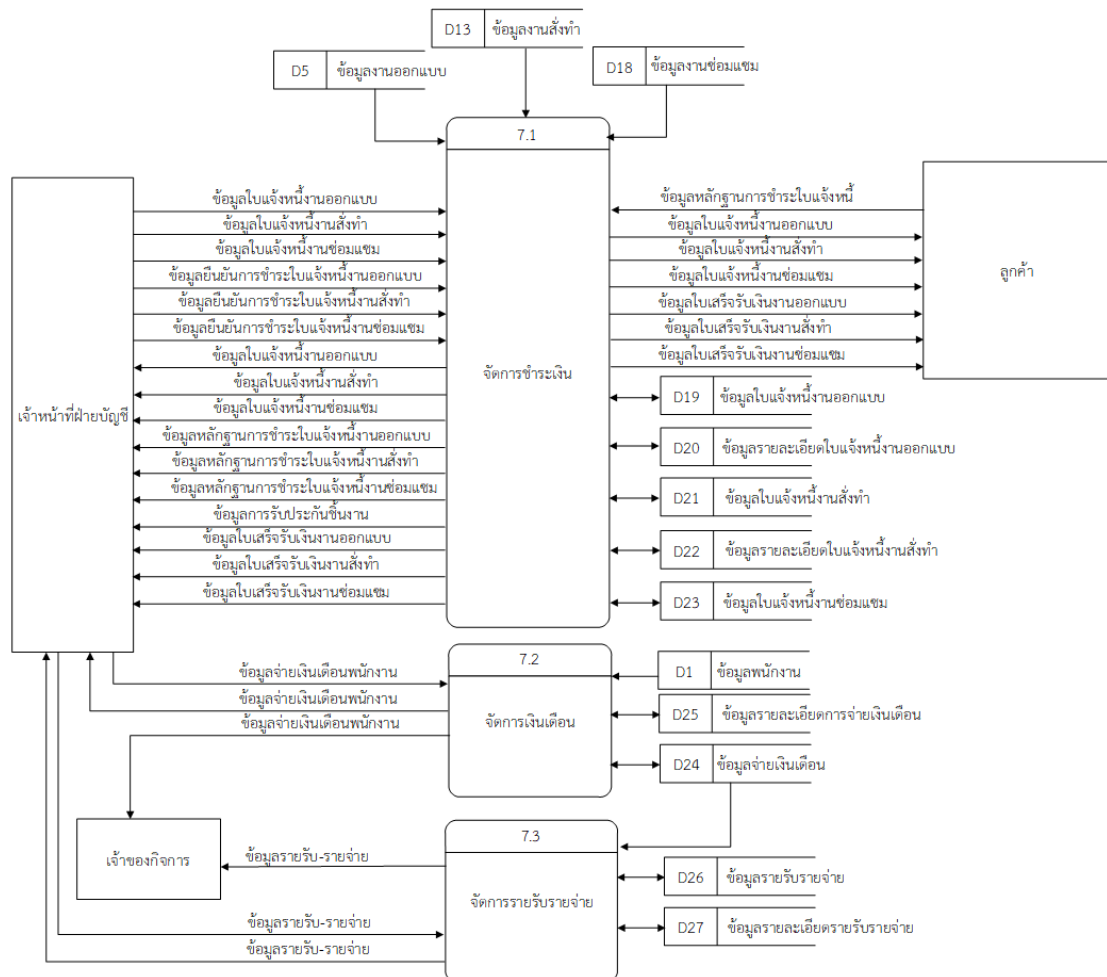 D13 ข้อมูลงานสั่งทำ
D5 ข้อมูลงานออกแบบ
D18 ข้อมูลงานซ่อมแซม
7.1
จัดการชำระเงิน
เจ้าหน้าที่ฝ่ายบัญชี
ข้อมูลใบแจ้งหนี้งานออกแบบ
ข้อมูลใบแจ้งหนี้งานสั่งทำ
ข้อมูลใบแจ้งหนี้งานซ่อมแซม
ข้อมูลยืนยันการชำระใบแจ้งหนี้งานออกแบบ
ข้อมูลยืนยันการชำระใบแจ้งหนี้งานสั่งทำ
ข้อมูลยืนยันการชำระใบแจ้งหนี้งานซ่อมแซม
ข้อมูลใบแจ้งหนี้งานออกแบบ
ข้อมูลใบแจ้งหนี้งานสั่งทำ
ข้อมูลใบแจ้งหนี้งานซ่อมแซม
ข้อมูลหลักฐานการชำระใบแจ้งหนี้งานออกแบบ
ข้อมูลหลักฐานการชำระใบแจ้งหนี้งานสั่งทำ
ข้อมูลหลักฐานการชำระใบแจ้งหนี้งานซ่อมแซม
ข้อมูลการรับประกันชิ้นงาน
ข้อมูลใบเสร็จรับเงินงานออกแบบ
ข้อมูลใบเสร็จรับเงินงานสั่งทำ
ข้อมูลใบเสร็จรับเงินงานซ่อมแซม
ข้อมูลหลักฐานการชำระใบแจ้งหนี้
ข้อมูลใบแจ้งหนี้งานออกแบบ
ข้อมูลใบแจ้งหนี้งานสั่งทำ
ข้อมูลใบแจ้งหนี้งานซ่อมแซม
ข้อมูลใบเสร็จรับเงินงานออกแบบ
ข้อมูลใบเสร็จรับเงินงานสั่งทำ
ข้อมูลใบเสร็จรับเงินงานซ่อมแซม
ลูกค้า
D19 ข้อมูลใบแจ้งหนี้งานออกแบบ
D20 ข้อมูลรายละเอียดใบแจ้งหนี้งานออกแบบ
D21 ข้อมูลใบแจ้งหนี้งานสั่งทำ
D22 ข้อมูลรายละเอียดใบแจ้งหนี้งานสั่งทำ
D23 ข้อมูลใบแจ้งหนี้งานซ่อมแซม
7.2
จัดการเงินเดือน
ข้อมูลจ่ายเงินเดือนพนักงาน
ข้อมูลจ่ายเงินเดือนพนักงาน
ข้อมูลจ่ายเงินเดือนพนักงาน
D1 ข้อมูลพนักงาน
D25 ข้อมูลรายละเอียดการจ่ายเงินเดือน
D24 ข้อมูลจ่ายเงินเดือน
เจ้าของกิจการ
7.3
จัดการรายรับรายจ่าย
ข้อมูลรายรับ-รายจ่าย
ข้อมูลรายรับ-รายจ่าย
ข้อมูลรายรับ-รายจ่าย
D26 ข้อมูลรายรับรายจ่าย
D27 ข้อมูลรายละเอียดรายรับรายจ่าย